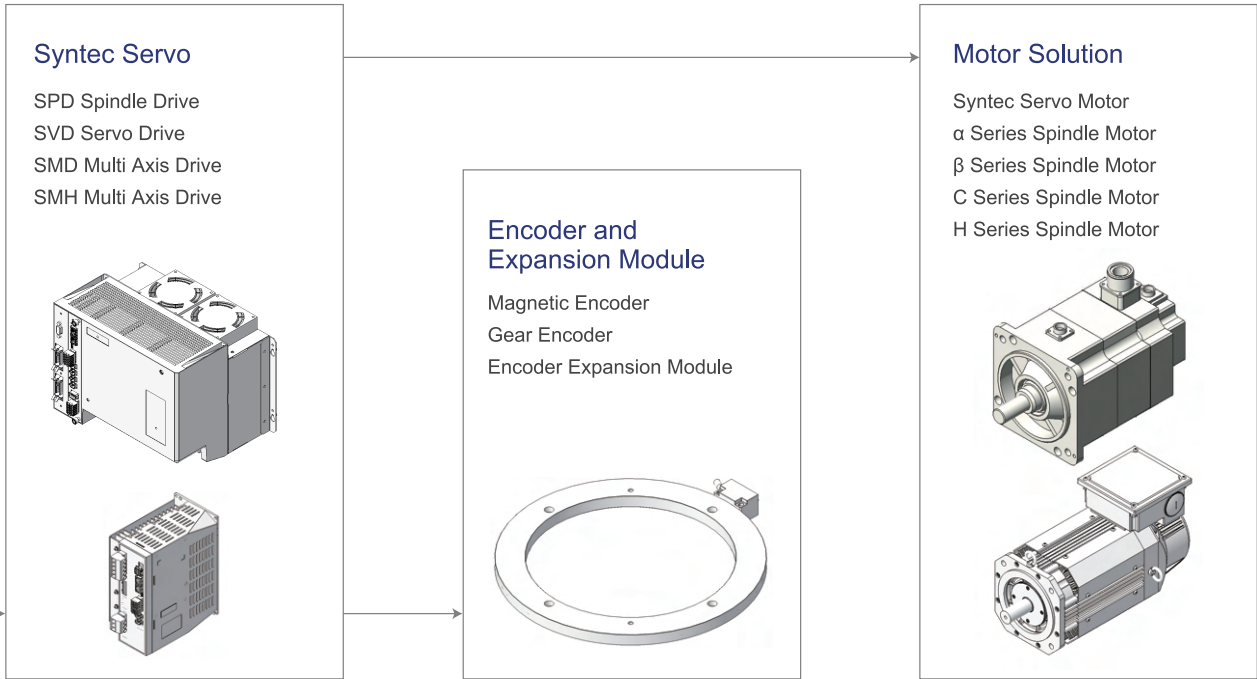 Syntec Servo
SPD Spindle Drive
SVD Servo Drive
SMD Multi Axis Drive
SMH Multi Axis Drive
Encoder and
Expansion Module
Magnetic Encoder
Gear Encoder
Encoder Expansion Module
Motor Solution
Syntec Servo Motor
α Series Spindle Motor
β Series Spindle Motor
C Series Spindle Motor
H Series Spindle Motor